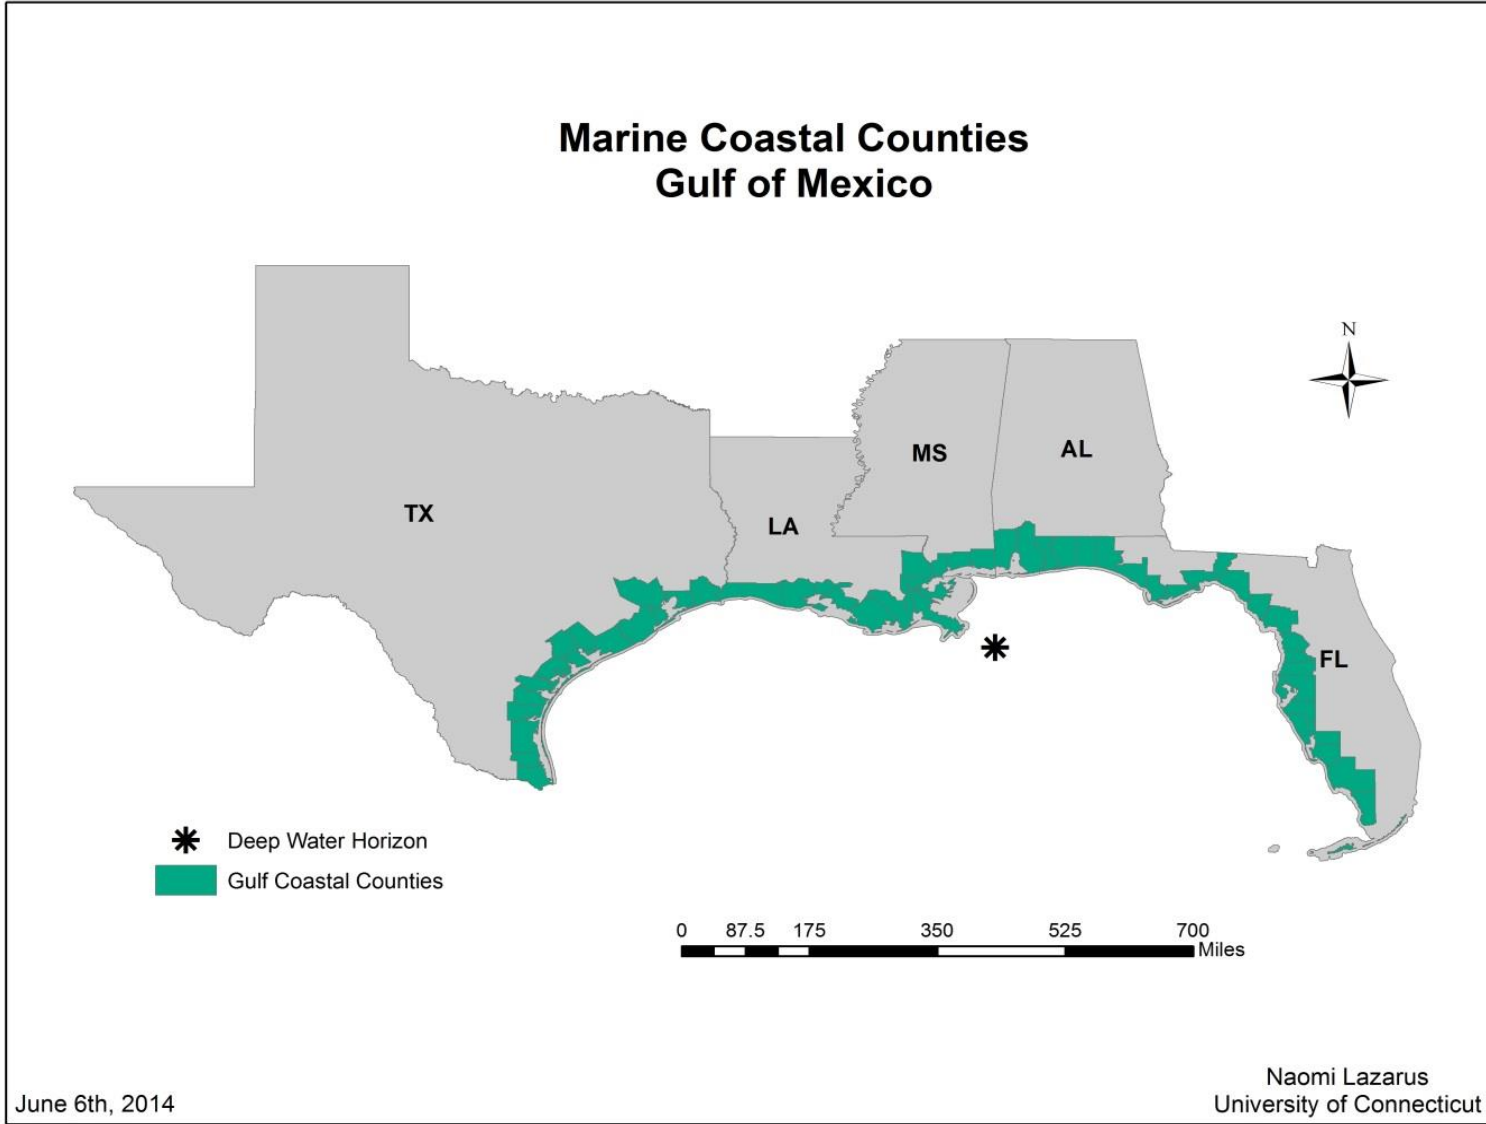 Marine Coastal Counties
Gulf of Mexico
N
MS
AL
TX
LA
FL
Deep Water Horizon
Gulf Coastal Counties
0 87.5 175 350 525 700
Miles
Naomi Lazarus
June 6th, 2014
University of Connecticut